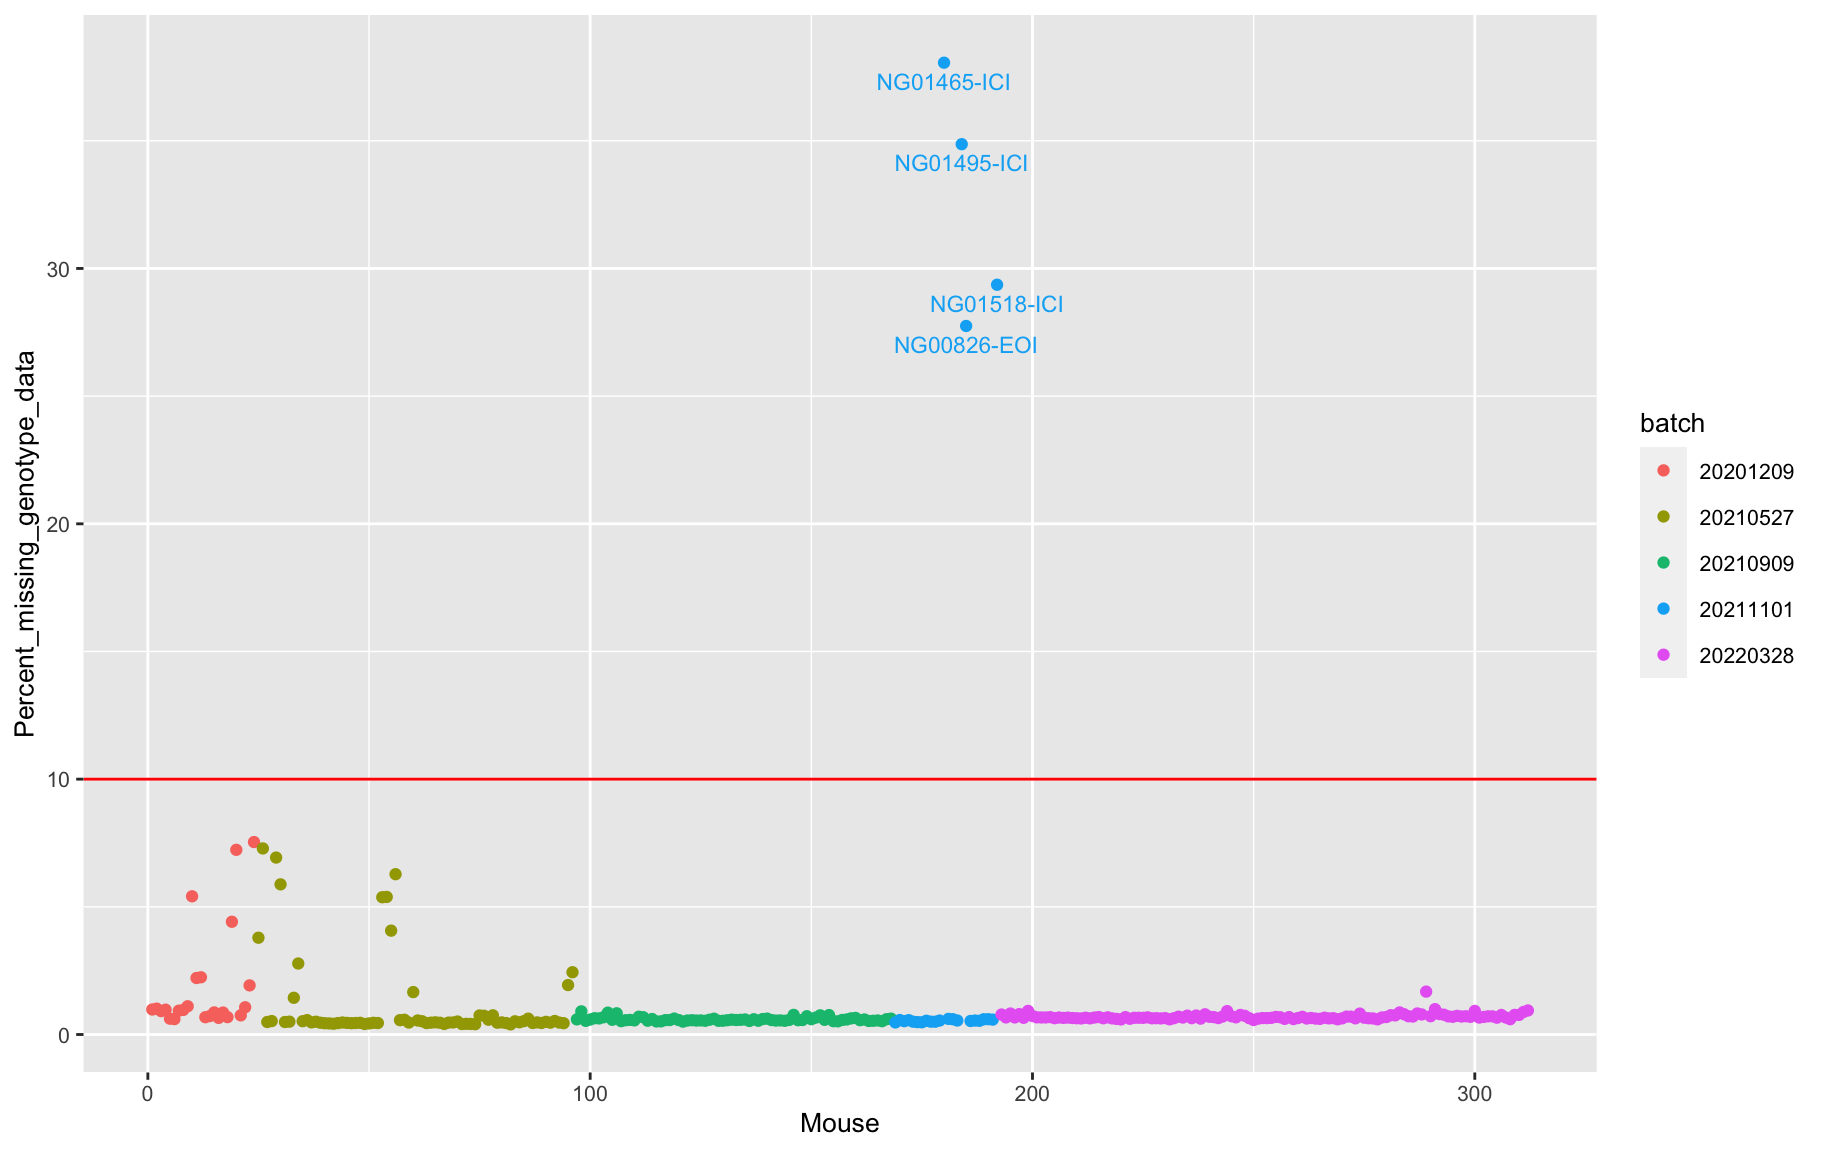 NG01465-ICI
NG01495-ICI
NG01518-ICI
NG00826-EOI
30
20
10
0
Percent_missing_genotype_data
0
100
200
300
Mouse
batch
20201209
20210527
20210909
20211101
20220328